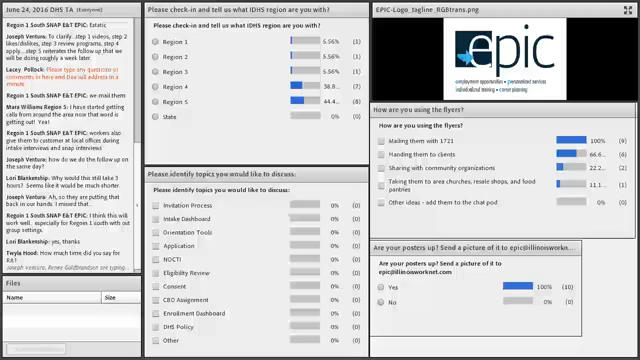 June 24, 2016 DHS TA (Everyone)
Region 1 South SNAP E&T EPIC: fatatic
Joseph Ventura: To clarify. step 1 videos, step 2
likes/dislikes, step 3 review programs, step 4
apply....step 5 reiterates the follow up that we
will be doing roughly a week later.
Lacey Pollock: Please type any questions or
comments in here and Dee will address in a
minute
Region 1 South SNAP E&T EPIC: we mail them
Mara Williams Region 5: I have started getting
calls from around the area now that word is
getting out! Yea!
Region 1 South SNAP E&T EPIC: workers also
give them to customer at local offices during
intake interviews and snap interviews
Joseph Ventura: how do we do the follow up on
the same day?
Lori Blankenship: Why would this still take 3
hours? Seems like it would be much shorter.
Joseph Ventura: Ah, so they are putting that
back in our hands. I missed that..
Region 1 South SNAP E&T EPIC: I think this will
work well, especially for Region 1 south with out
group settings.
Lori Blankenship: yes, thanks
Twyla Hood: How much time did you say for
RA?
Joseph ventura, Renee Goldbrandsen are typing...
Files
Name Size
Please tell us what IDHS region are you with?
Please check-in and tell us what IDHS region are you with?
Region 1 5.56% (1)
Region 2 5.56% (1)
Region 3 5.56% (1)
Region 4 38.8... (7)
Region 5 44.4... (8)
State 0% (0)
Please identify topics you would like to discuss:
Please identify topics you would like to discuss:
Invitation Process 0% (0)
Intake Dashboard 0% (0)
Orientation Tools 0% (0)
Application 0% (0)
NOCTI 0% (0)
Eligibility Review 0% (0)
Consent 0% (0)
CBO Assignment 0% (0)
Enrollment Dashboard 0% (0)
DHS Policy 0% (0)
Other 0% (0)
EPIC-Logo_tagline_RGBtrans.png
epic
employment opportunities • personalized services
individualized training • career planning
How are you using the flyers?
How are you using the flyers?
Mailing them with 1721 100% (9)
Handing them to clients 66.6... (6)
Sharing with community organizations 22.2... (2)
Taking them to area churches, resale shops, and food
pantries 11.1... (1)
Other ideas - add them to the chat pod 0% (0)
Are your posters up? Send a picture of it to epic@illinoisworkn...
Are your posters up? Send a picture of it to
epic@illinoisworknet.com
Yes 100% (10)
No 0% (0)